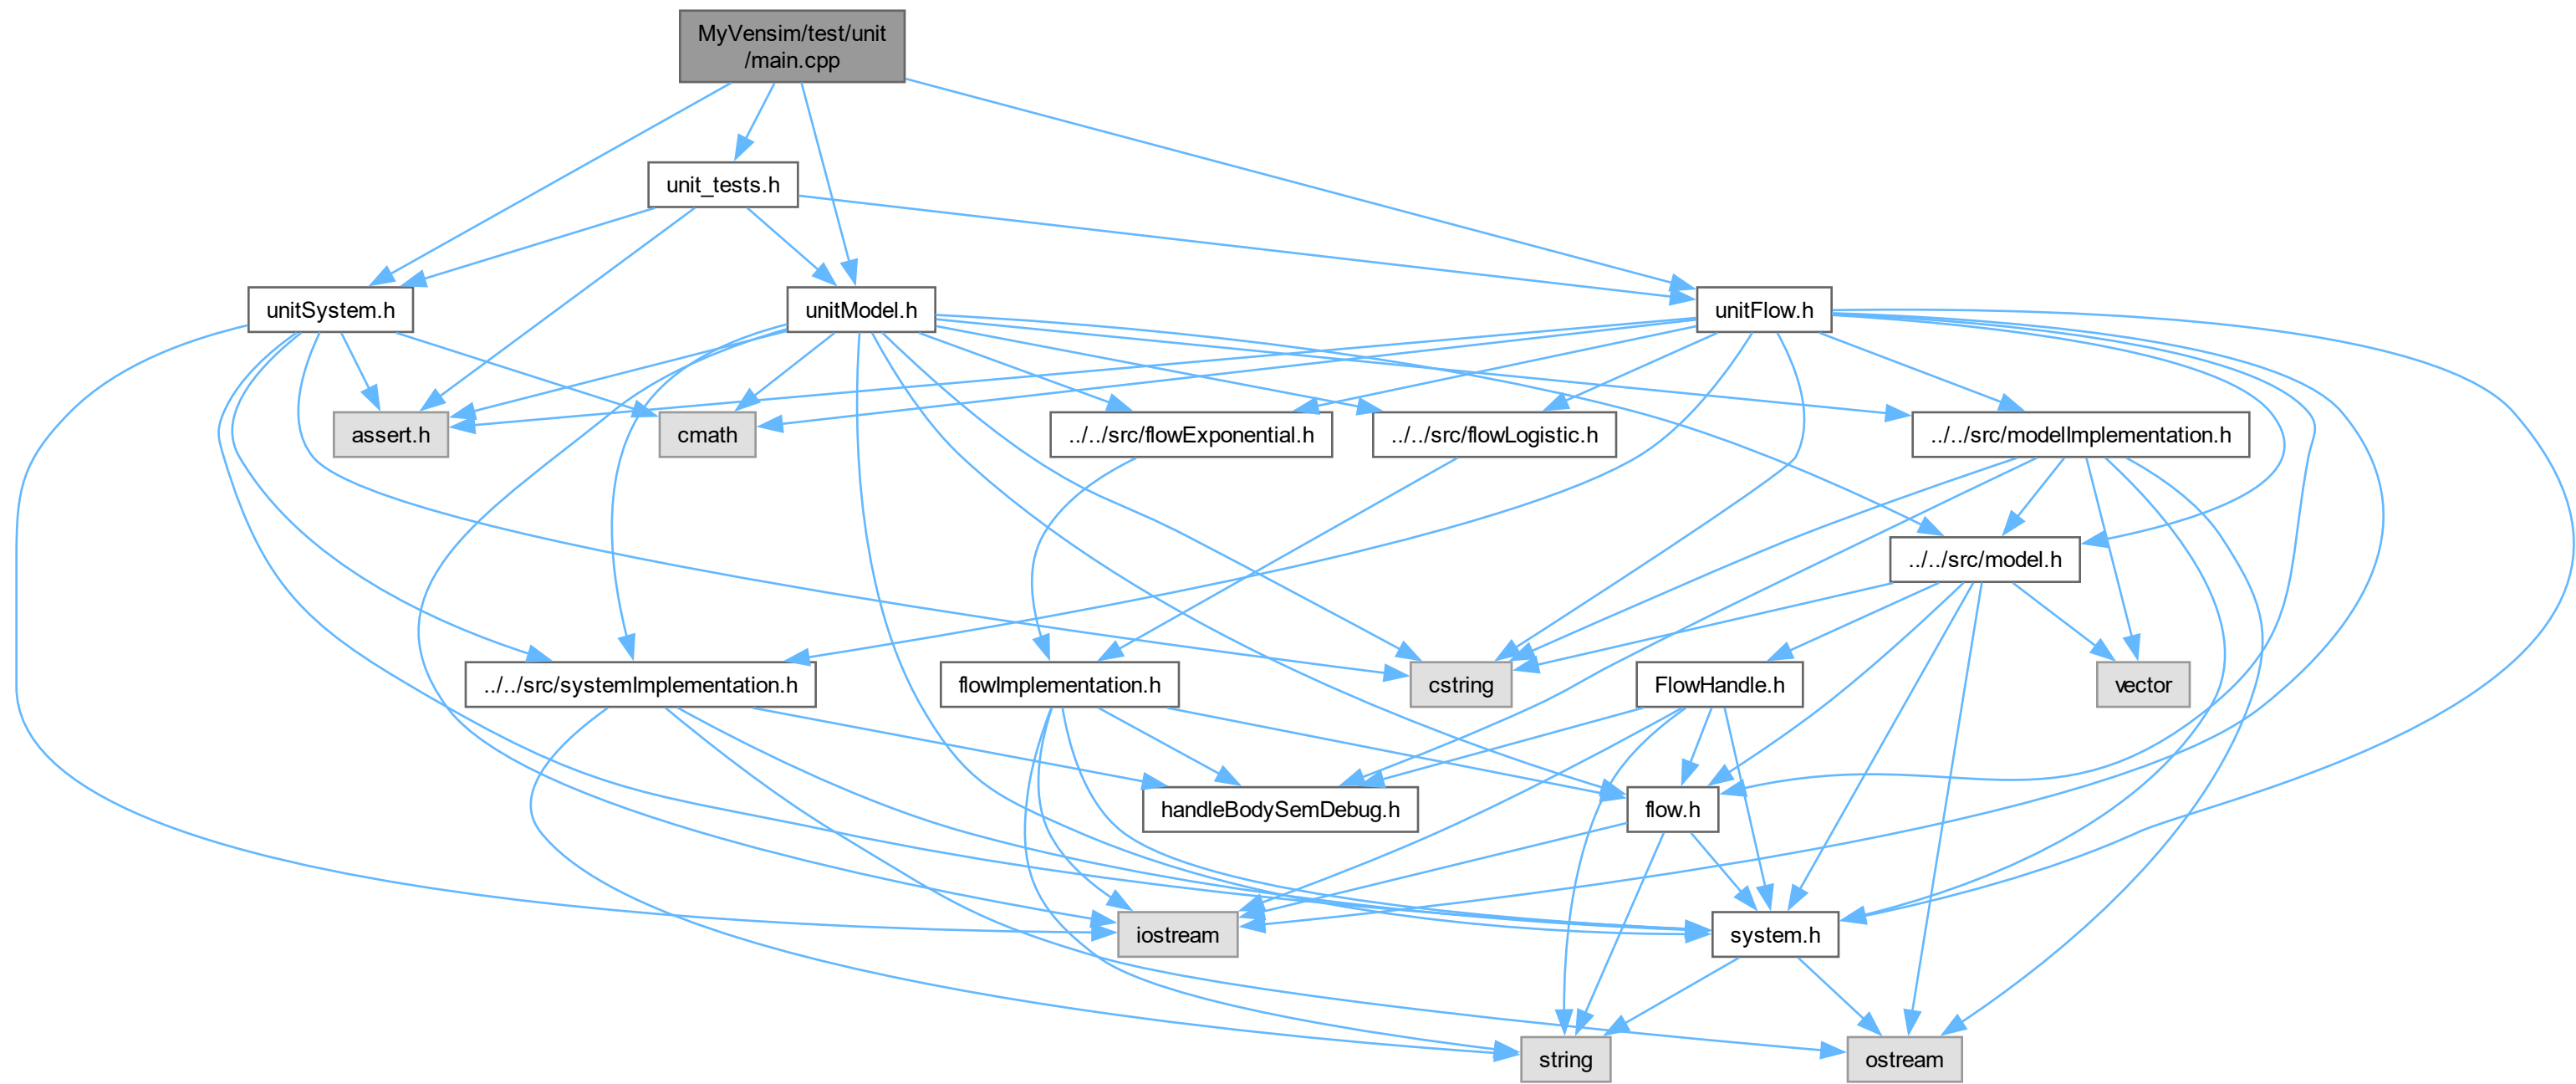 MyVensim/test/unit
/main.cpp
unit_tests.h
unitSystem.h
unitModel.h
unitFlow.h
assert.h
cmath
../../src/flowExponential.h
../../src/flowLogistic.h
../../src/modelImplementation.h
../../src/model.h
../../src/systemImplementation.h
flowImplementation.h
cstring
FlowHandle.h
vector
handleBodySemDebug.h
flow.h
iostream
system.h
string
ostream